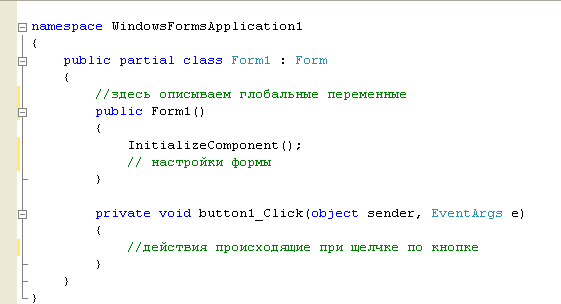 namespace WindowsFormsApplication1
{
public partial class Form1 : Form
{
//здесь описываем глобальные переменные
public Form1()
{
InitializeComponent();
// настройки формы
}
private void button1_Click(object sender, EventArgs e)
{
//действия происходящие при щелчке по кнопке
}
}
}